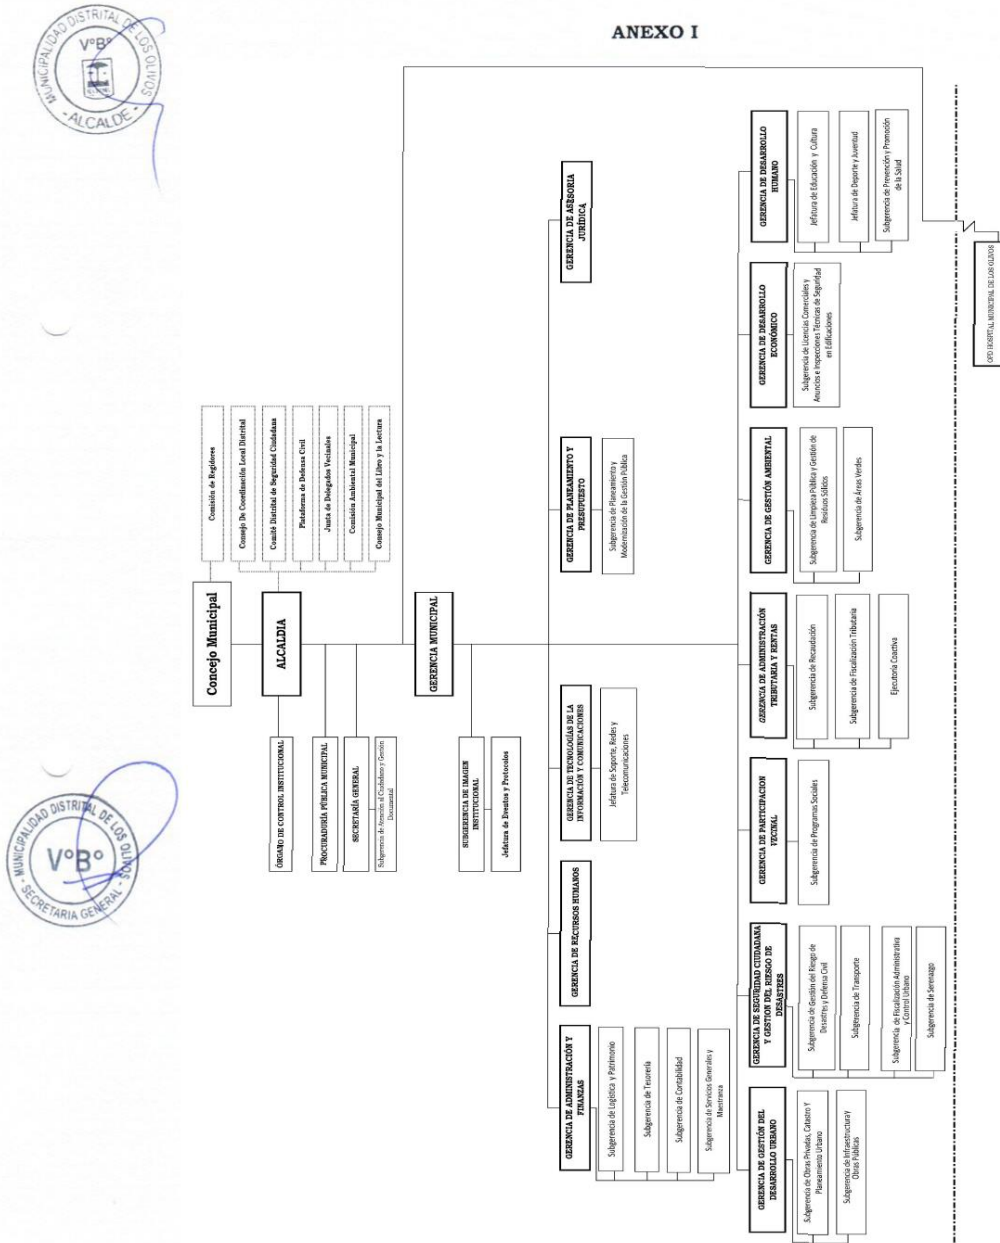 ANEXO I
MUNICIPALIDAD DISTRITAL DE LOS OLIVOS
V°B°
- ALCALDE -
MUNICIPALIDAD DISTRITAL DE LOS OLIVOS
V°B°
- SECRETARIA GENERAL -
Concejo Municipal
Comisión de Regidores
ALCALDIA
Consejo De Coordinación Local Distrital
Comité Distrital de Seguridad Ciudadana
Plataforma de Defensa Civil
Junta de Delegados Vecinales
Comisión Ambiental Municipal
Consejo Municipal del Libro y la Lectura
ÓRGANO DE CONTROL INSTITUCIONAL
PROCURADURÍA PÚBLICA MUNICIPAL
SECRETARÍA GENERAL
Subgerencia de Atención al Ciudadano y Gestión
Documental
GERENCIA MUNICIPAL
SUBGERENCIA DE IMAGEN
INSTITUCIONAL
Jefatura de Eventos y Protocolos
GERENCIA DE ADMINISTRACIÓN Y
FINANZAS
Subgerencia de Logística y Patrimonio
Subgerencia de Tesorería
Subgerencia de Contabilidad
Subgerencia de Servicios Generales y
Maestranza
GERENCIA DE RECURSOS HUMANOS
GERENCIA DE TECNOLOGÍAS DE LA
INFORMACIÓN Y COMUNICACIONES
Jefatura de Soporte, Redes y
Telecomunicaciones
GERENCIA DE PLANEAMIENTO Y
PRESUPUESTO
Subgerencia de Planeamiento y
Modernización de la Gestión Pública
GERENCIA DE ASESORIA
JURÍDICA
GERENCIA DE GESTIÓN DEL
DESARROLLO URBANO
Subgerencia de Obras Privadas, Catastro Y
Planeamiento Urbano
Subgerencia de Infraestructura y
Obras Públicas
GERENCIA DE SEGURIDAD CIUDADANA
Y GESTION DEL RIESGO DE
DESASTRES
Subgerencia de Gestión del Riesgo de
Desastres y Defensa Civil
Subgerencia de Transporte
Subgerencia de Fiscalización Administrativa
y Control Urbano
Subgerencia de Serenazgo
GERENCIA DE PARTICIPACION
VECINAL
Subgerencia de Programas Sociales
GERENCIA DE ADMINISTRACIÓN
TRIBUTARIA Y RENTAS
Subgerencia de Recaudación
Subgerencia de Fiscalización Tributaria
Ejecutoria Coactiva
GERENCIA DE GESTIÓN AMBIENTAL
Subgerencia de Limpieza Pública y Gestión de
Residuos Sólidos
Subgerencia de Áreas Verdes
GERENCIA DE DESARROLLO
ECONÓMICO
Subgerencia de Licencias Comerciales y
Anuncios e Inspecciones Técnicas de Seguridad
en Edificaciones
GERENCIA DE DESARROLLO
HUMANO
Jefatura de Educación y Cultura
Jefatura de Deporte y Juventud
Subgerencia de Prevención y Promoción
de la Salud
OPD HOSPITAL MUNICIPAL DE LOS OLIVOS